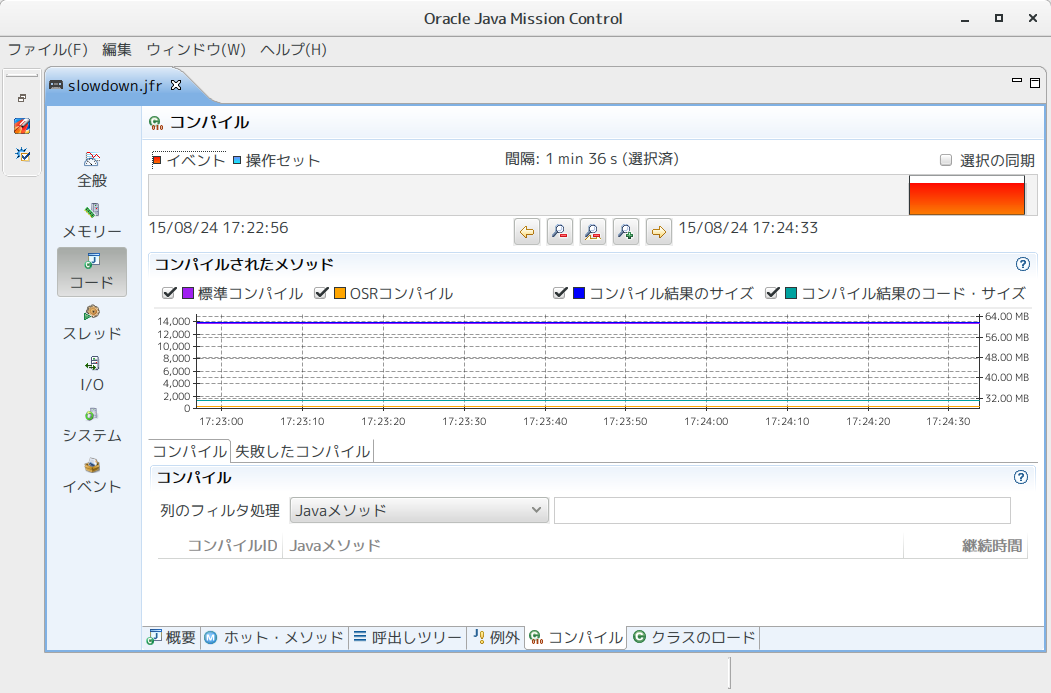 Oracle Java Mission Control
ファイル(F) 編集 ウィンドウ(W) ヘルプ(H)
slowdown.jfr
コンパイル
イベント 操作セット 間隔: 1 min 36 s (選択済) 選択の同期
全般
メモリー
コード
スレッド
I/O
システム
イベント
15/08/24 17:22:56 15/08/24 17:24:33
コンパイルされたメソッド
標準コンパイル OSRコンパイル コンパイル結果のサイズ コンパイル結果のコード・サイズ
14,000 64.00 MB
12,000 56.00 MB
10,000
8,000 48.00 MB
6,000
4,000 40.00 MB
2,000 32.00 MB
0
17:23:00 17:23:10 17:23:20 17:23:30 17:23:40 17:23:50 17:24:00 17:24:10 17:24:20 17:24:30
コンパイル 失敗したコンパイル
コンパイル
列のフィルタ処理 Javaメソッド
コンパイルID Javaメソッド 継続時間
概要 ホット・メソッド 呼出しツリー 例外 コンパイル クラスのロード